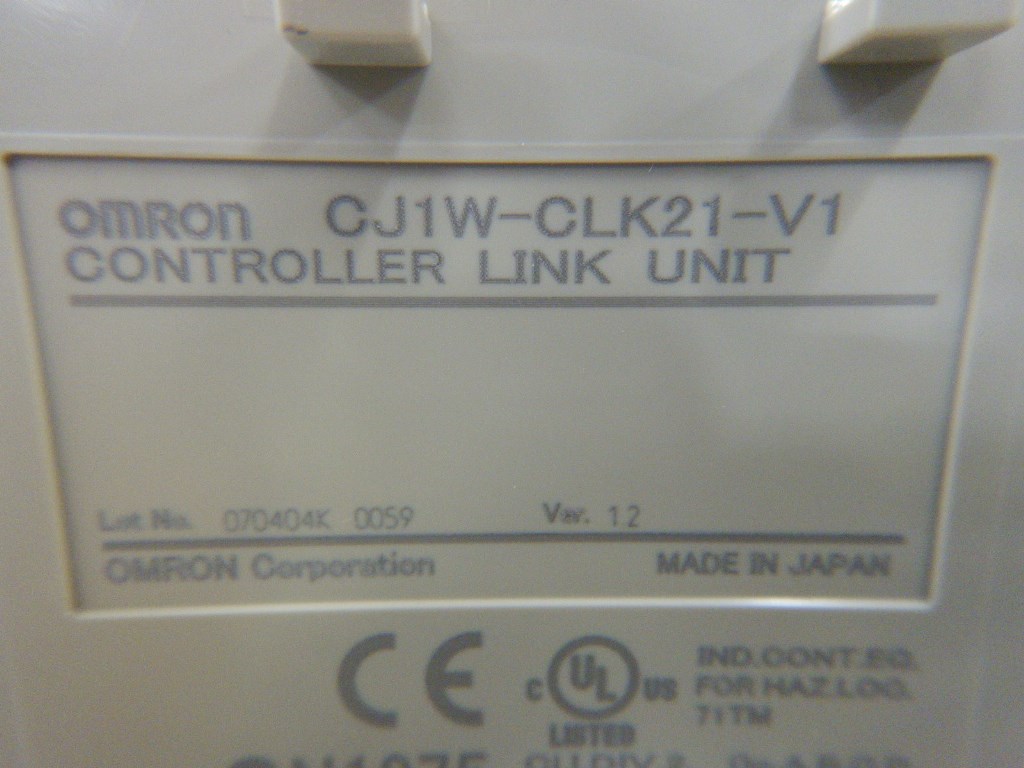 OMRON CJ1W-CLK21-V1
CONTROLLER LINK UNIT
Lot No. 070404K 0059 Ver. 1.2
OMRON Corporation MADE IN JAPAN
CE C UL US IND.CONT.EQ.
FOR HAZ.LOC.
71TM
LISTED